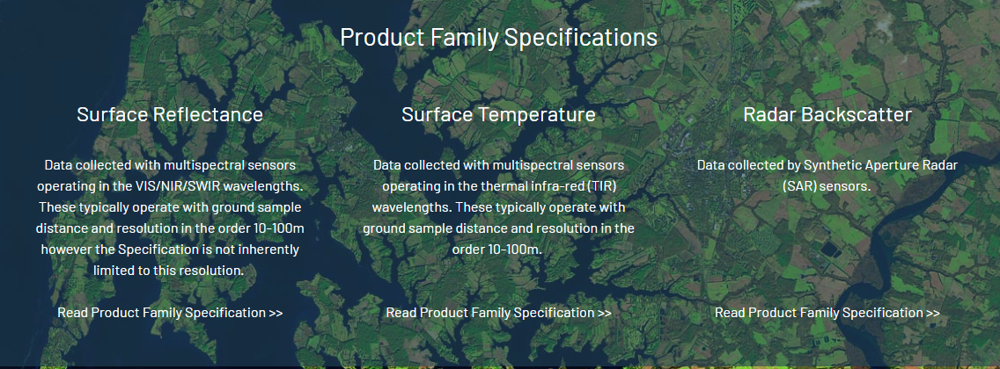 Product Family Specifications
Surface Reflectance
Data collected with multispectral sensors
operating in the VIS/NIR/SWIR wavelengths.
These typically operate with ground sample
distance and resolution in the order 10-100m
however the Specification is not inherently
limited to this resolution.
Read Product Family Specification >>
Surface Temperature
Data collected with multispectral sensors
operating in the thermal infra-red (TIR)
wavelengths. These typically operate with
ground sample distance and resolution in the
order 10-100m.
Read Product Family Specification >>
Radar Backscatter
Data collected by Synthetic Aperture Radar
(SAR) sensors.
Read Product Family Specification >>